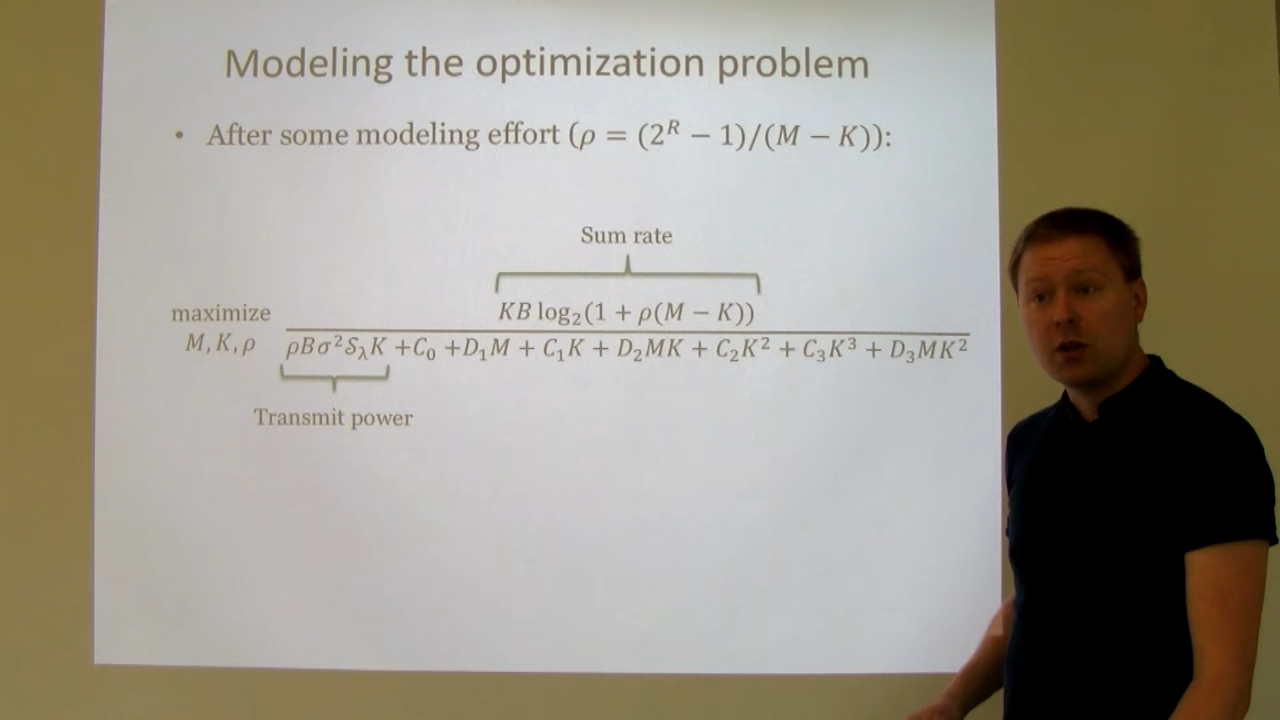 Modeling the optimization problem
• After some modeling effort (ρ = (2^R − 1)/(M − K)):
Sum rate
maximize
M, K, ρ
KB log₂(1 + ρ(M − K))
ρBσ²S_λK +C₀ +D₁M + C₁K + D₂MK + C₂K² + C₃K³ + D₃MK²
Transmit power